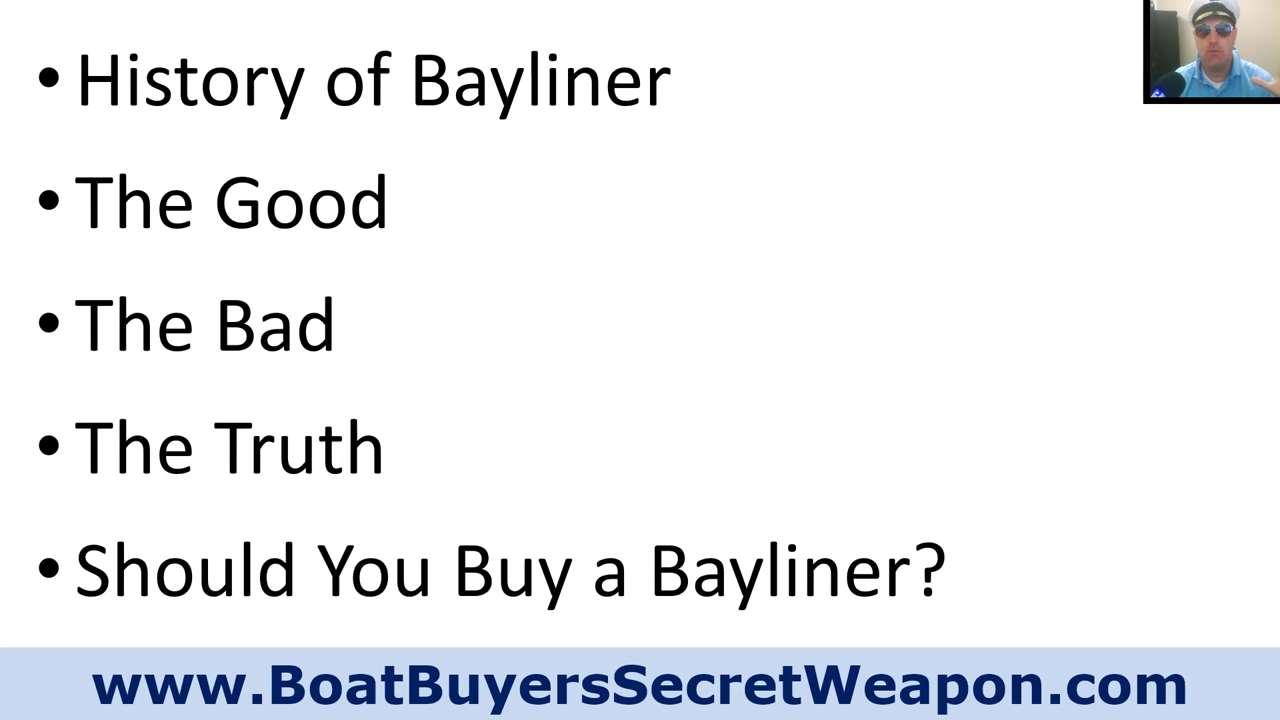 • History of Bayliner
• The Good
• The Bad
• The Truth
• Should You Buy a Bayliner?
www.BoatBuyersSecretWeapon.com